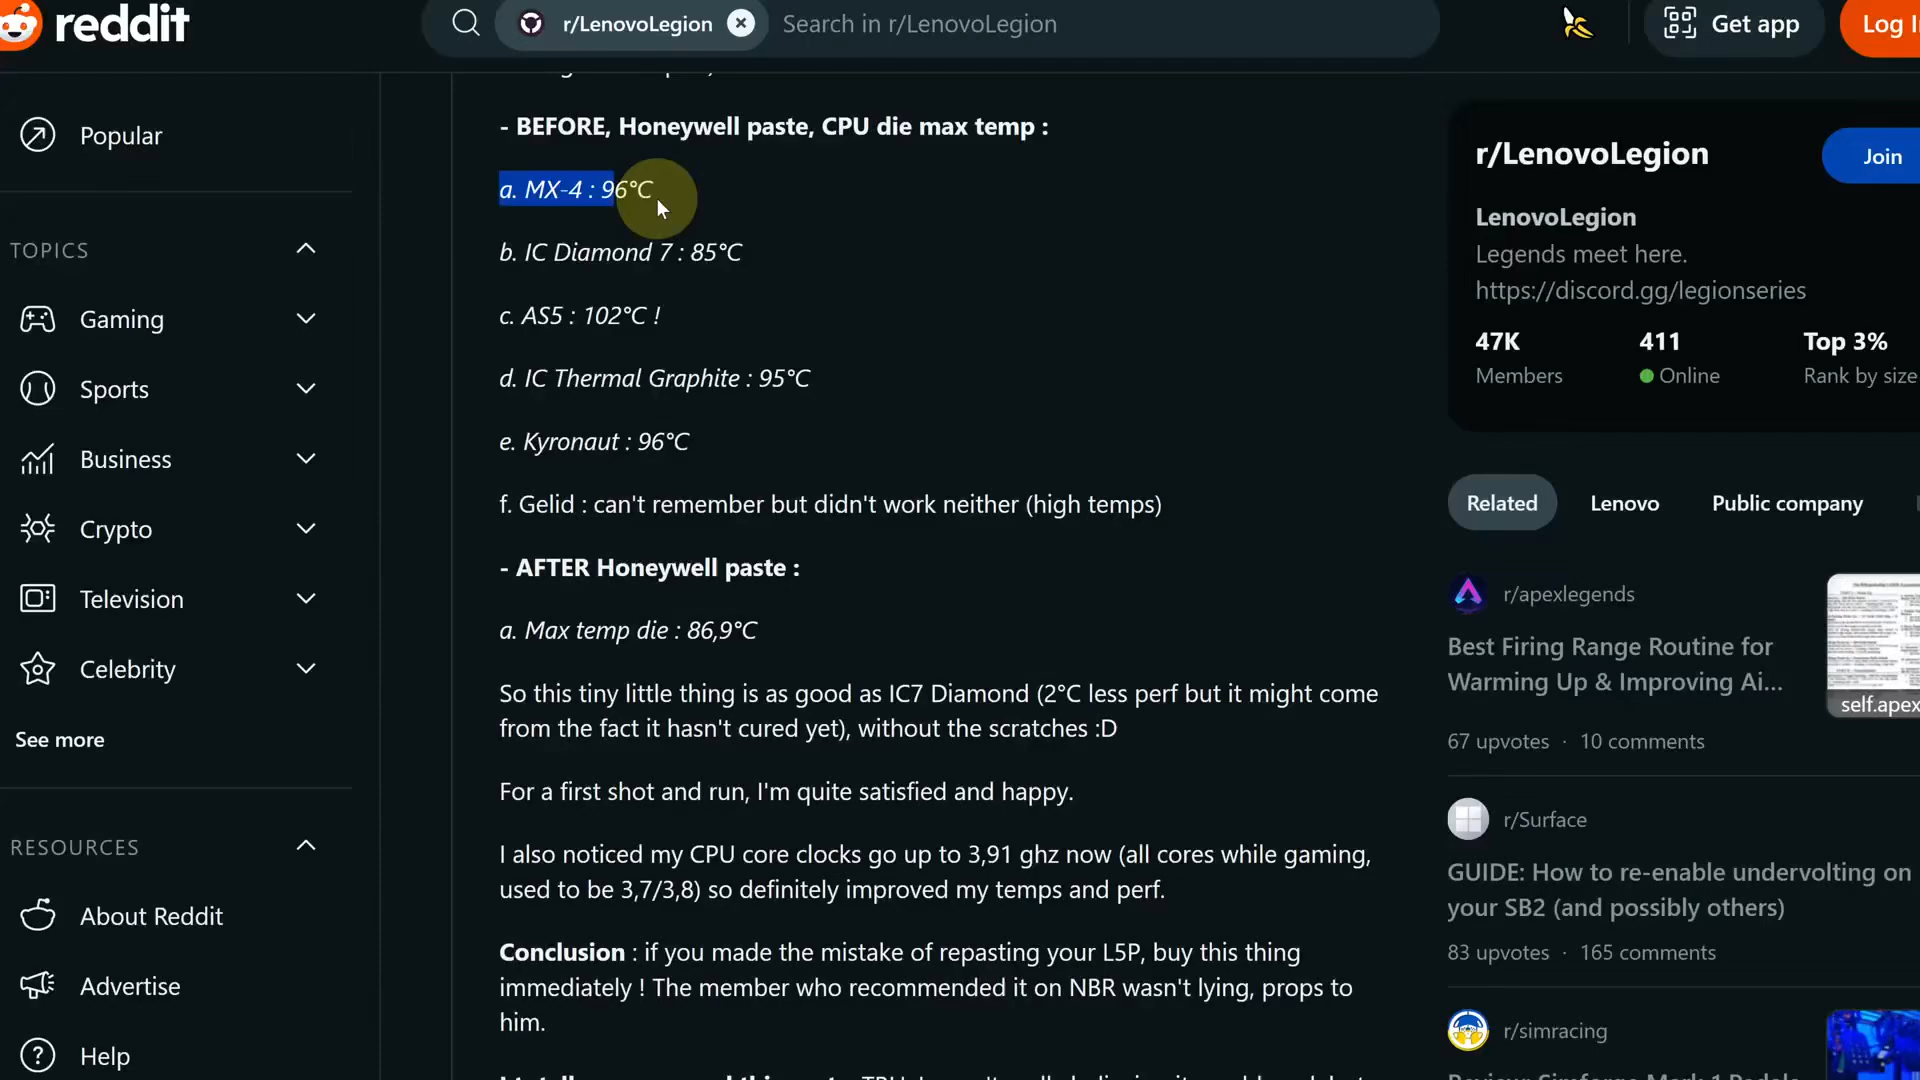 reddit
r/LenovoLegion
Search in r/LenovoLegion
Get app
Log I
Popular
TOPICS
Gaming
Sports
Business
Crypto
Television
Celebrity
See more
RESOURCES
About Reddit
Advertise
Help
- BEFORE, Honeywell paste, CPU die max temp :
a. MX-4 : 96°C
b. IC Diamond 7 : 85°C
c. AS5 : 102°C !
d. IC Thermal Graphite : 95°C
e. Kyronaut : 96°C
f. Gelid : can't remember but didn't work neither (high temps)
- AFTER Honeywell paste :
a. Max temp die : 86,9°C
So this tiny little thing is as good as IC7 Diamond (2°C less perf but it might come
from the fact it hasn't cured yet), without the scratches :D
For a first shot and run, I'm quite satisfied and happy.
I also noticed my CPU core clocks go up to 3,91 ghz now (all cores while gaming,
used to be 3,7/3,8) so definitely improved my temps and perf.
Conclusion : if you made the mistake of repasting your L5P, buy this thing
immediately ! The member who recommended it on NBR wasn't lying, props to
him.
r/LenovoLegion
Join
LenovoLegion
Legends meet here.
https://discord.gg/legionseries
47K
411
Top 3%
Members
Online
Rank by size
Related
Lenovo
Public company
r/apexlegends
Best Firing Range Routine for
Warming Up & Improving Ai...
self.apex
67 upvotes · 10 comments
r/Surface
GUIDE: How to re-enable undervolting on
your SB2 (and possibly others)
83 upvotes · 165 comments
r/simracing